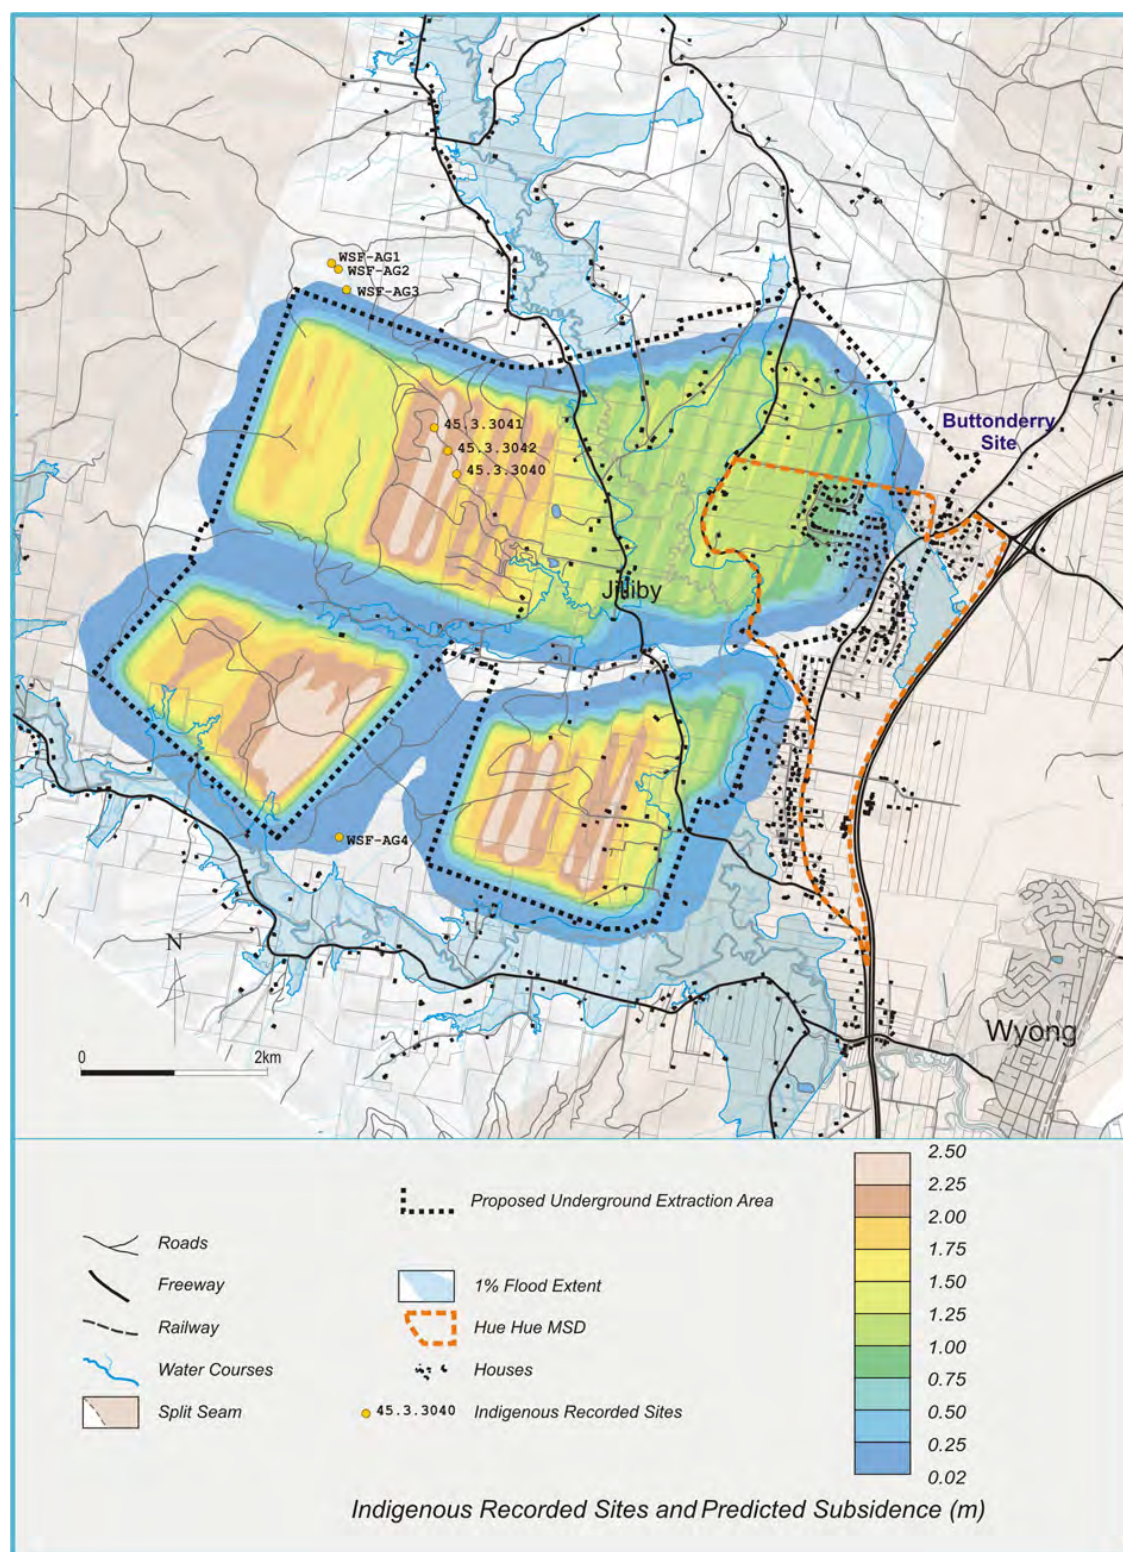 WSF-AG1
WSF-AG2
WSF-AG3
45.3.3041
45.3.3042
45.3.3040
Buttonderry
Site
Jilliby
WSF-AG4
N
0 2km
Wyong
Proposed Underground Extraction Area
Roads
Freeway
Railway
Water Courses
Split Seam
1% Flood Extent
Hue Hue MSD
Houses
45.3.3040 Indigenous Recorded Sites
2.50
2.25
2.00
1.75
1.50
1.25
1.00
0.75
0.50
0.25
0.02
Indigenous Recorded Sites and Predicted Subsidence (m)